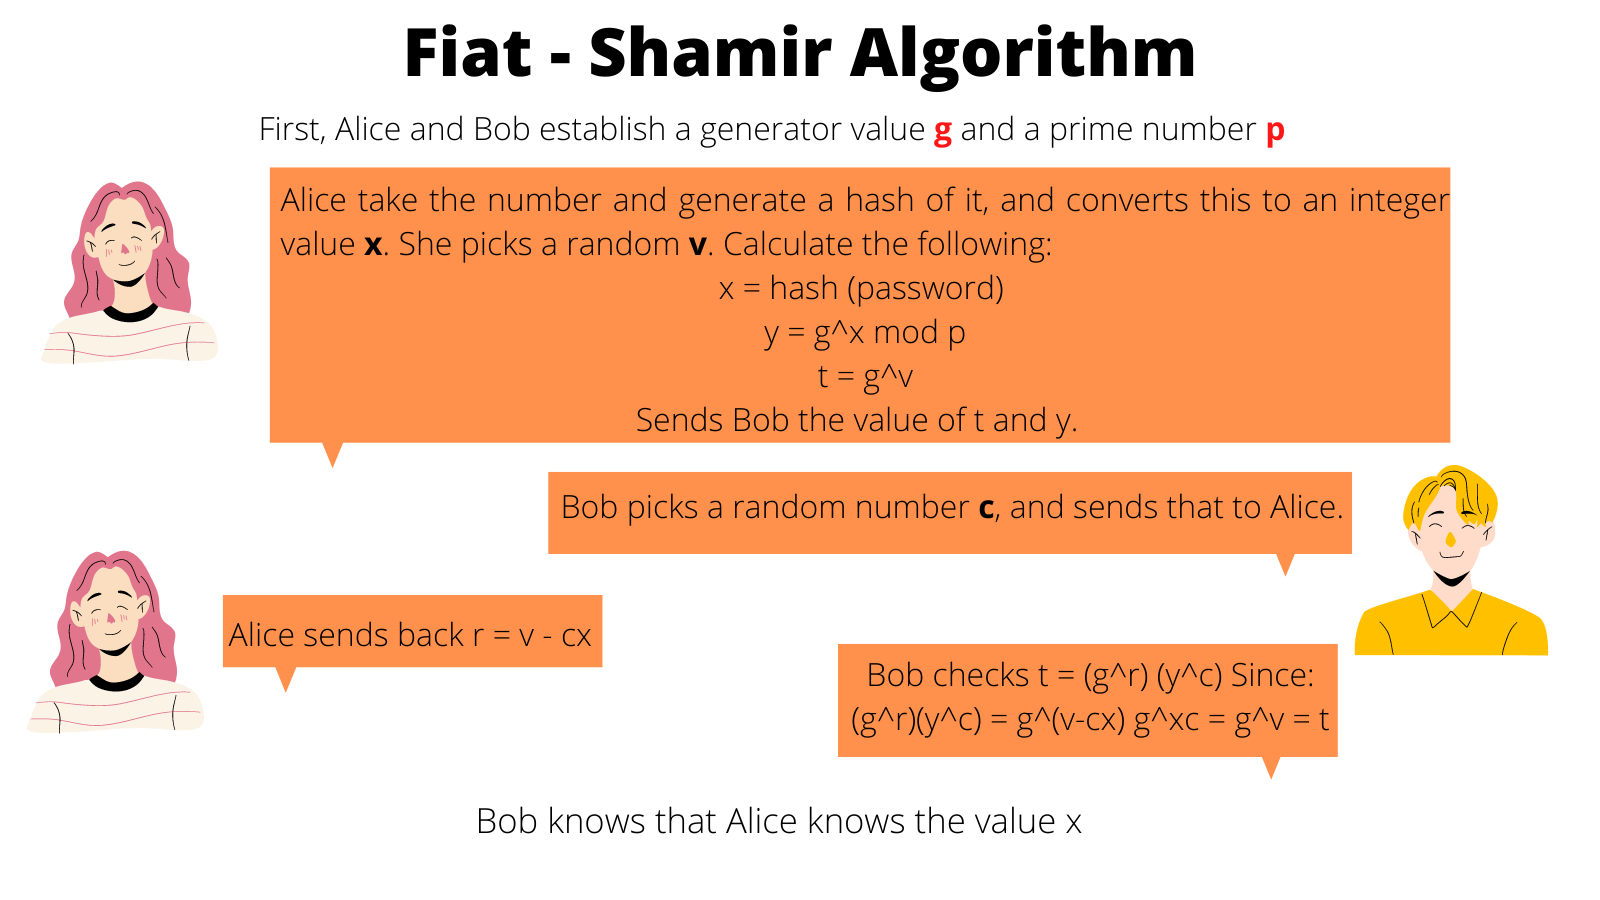 Fiat - Shamir Algorithm
First, Alice and Bob establish a generator value g and a prime number p
Alice take the number and generate a hash of it, and converts this to an integer
value x. She picks a random v. Calculate the following:
x = hash (password)
y = g^x mod p
t = g^v
Sends Bob the value of t and y.
Bob picks a random number c, and sends that to Alice.
Alice sends back r = v - cx
Bob checks t = (g^r) (y^c) Since:
(g^r)(y^c) = g^(v-cx) g^xc = g^v = t
Bob knows that Alice knows the value x